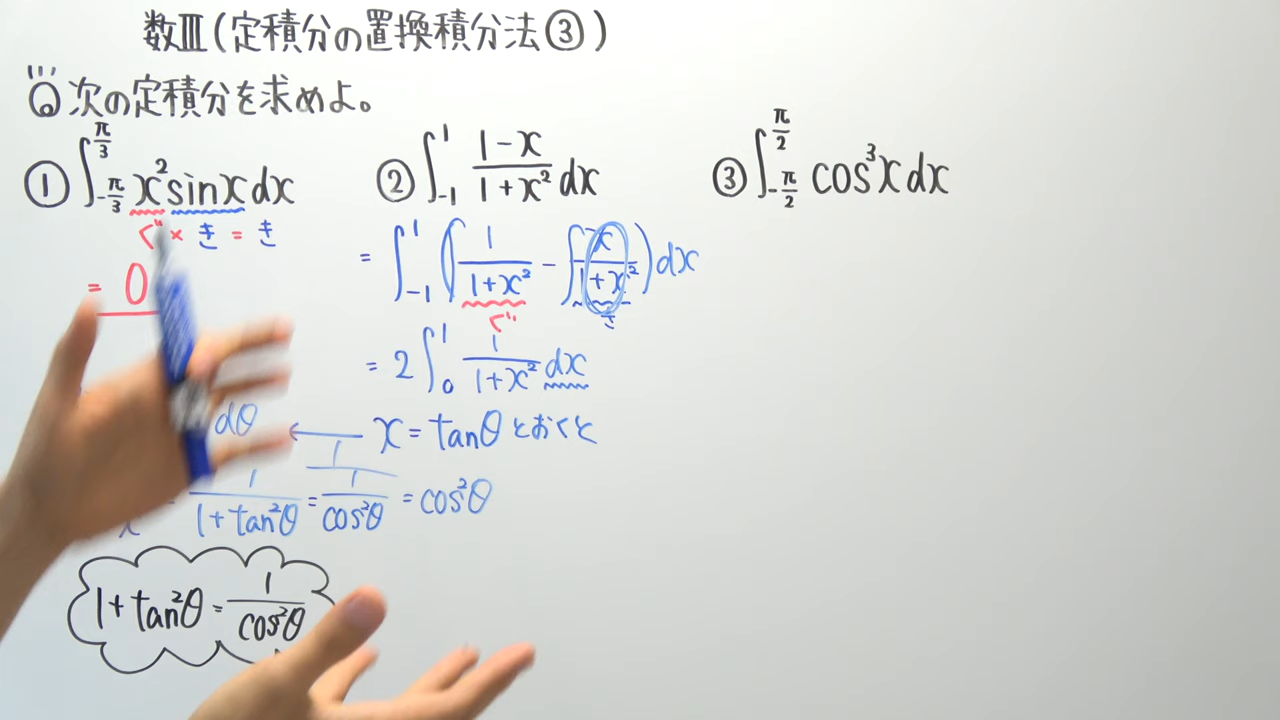 数Ⅲ(定積分の置換積分法③)
Q 次の定積分を求めよ。
① ∫_{-π/3}^{π/3} x² sinx dx
ぐ × き = き
= 0
② ∫_{-1}^{1} (1-x)/(1+x²) dx
= ∫_{-1}^{1} ( 1/(1+x²) - ∫ x/(1+x²) ) dx
ぐ き
= 2 ∫_{0}^{1} 1/(1+x²) dx
x = tanθ とおくと
dθ ←
1/(1+tan²θ) = 1/(1/cos²θ) = cos²θ
1+tan²θ = 1/cos²θ
③ ∫_{-π/2}^{π/2} cos³x dx